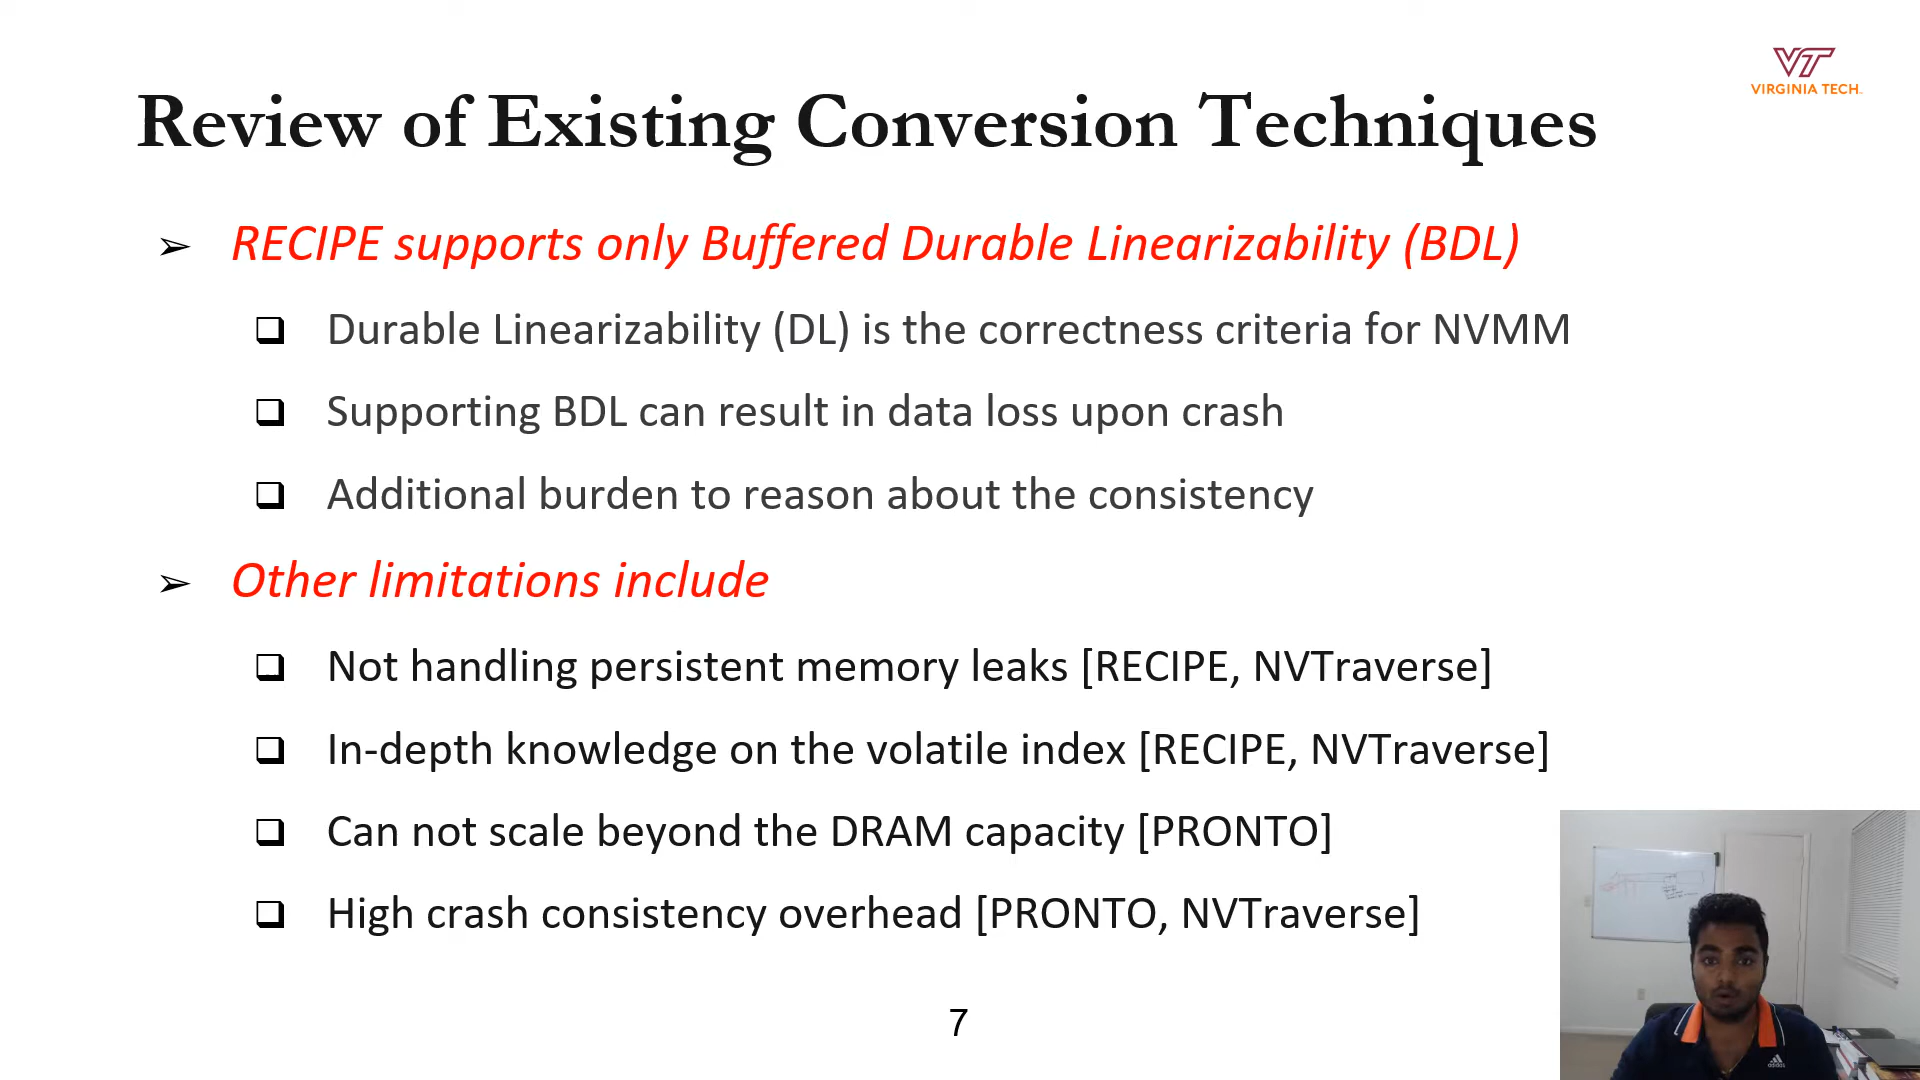 VIRGINIA TECH
Review of Existing Conversion Techniques
➢ RECIPE supports only Buffered Durable Linearizability (BDL)
❑ Durable Linearizability (DL) is the correctness criteria for NVMM
❑ Supporting BDL can result in data loss upon crash
❑ Additional burden to reason about the consistency
➢ Other limitations include
❑ Not handling persistent memory leaks [RECIPE, NVTraverse]
❑ In-depth knowledge on the volatile index [RECIPE, NVTraverse]
❑ Can not scale beyond the DRAM capacity [PRONTO]
❑ High crash consistency overhead [PRONTO, NVTraverse]
7
adidas